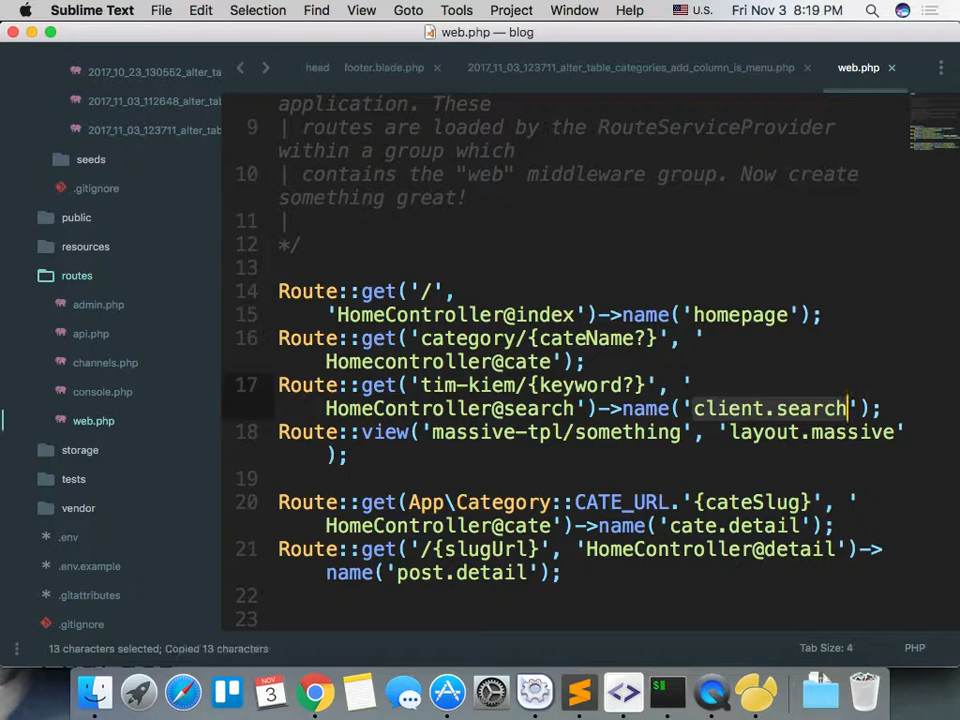 Sublime Text File Edit Selection Find View Goto Tools Project Window Help U.S. Fri Nov 3 8:19 PM
web.php — blog
head footer.blade.php × 2017_11_03_123711_alter_table_categories_add_column_is_menu.php × web.php ×
2017_10_23_130552_alter_ta
2017_11_03_112648_alter_tab
2017_11_03_123711_alter_tab
seeds
.gitignore
public
resources
routes
admin.php
api.php
channels.php
console.php
web.php
storage
tests
vendor
.env
.env.example
.gitattributes
.gitignore
application. These
9 | routes are loaded by the RouteServiceProvider
within a group which
10 | contains the "web" middleware group. Now create
something great!
11 |
12 */
13
14 Route::get('/',
15 'HomeController@index')->name('homepage');
16 Route::get('category/{cateName?}', '
Homecontroller@cate');
17 Route::get('tim-kiem/{keyword?}', '
HomeController@search')->name('client.search');
18 Route::view('massive-tpl/something', 'layout.massive'
);
19
20 Route::get(App\Category::CATE_URL.'{cateSlug}', '
HomeController@cate')->name('cate.detail');
21 Route::get('/{slugUrl}', 'HomeController@detail')->
name('post.detail');
22
23
13 characters selected; Copied 13 characters Tab Size: 4 PHP
NOV
3